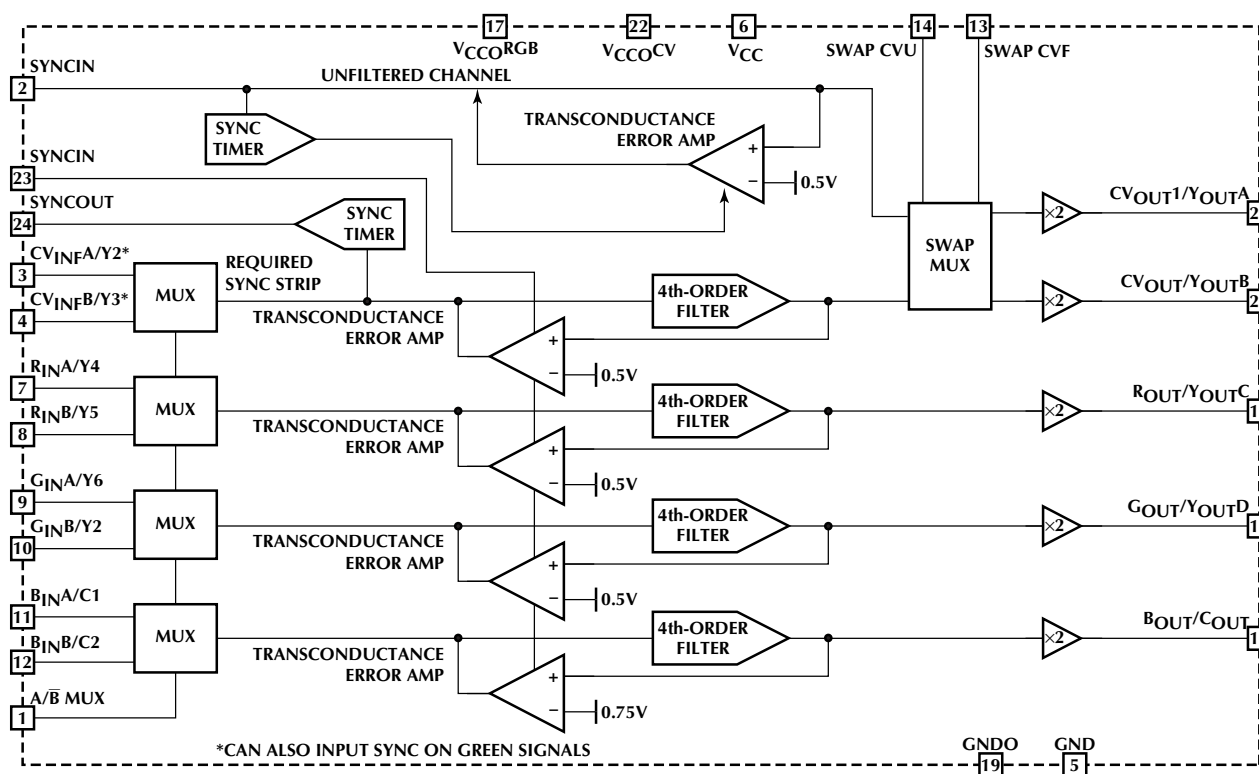 17 22 6 14 13
VCCORGB VCCOCV VCC SWAP CVU SWAP CVF
SYNCIN
2
UNFILTERED CHANNEL
SYNC TIMER
TRANSCONDUCTANCE
ERROR AMP
+
−
0.5V
SYNCIN
23
SYNCOUT
24
SYNC
TIMER
CVOUT1/YOUTA
×2
2
SWAP
MUX
CVINFA/Y2*
3
CVINFB/Y3*
4
MUX
REQUIRED
SYNC STRIP
TRANSCONDUCTANCE
ERROR AMP
+
−
0.5V
4th-ORDER
FILTER
×2
CVOUT/YOUTB
2
RINA/Y4
7
RINB/Y5
8
MUX
TRANSCONDUCTANCE
ERROR AMP
+
−
0.5V
4th-ORDER
FILTER
×2
ROUT/YOUTC
1
GINA/Y6
9
GINB/Y2
10
MUX
TRANSCONDUCTANCE
ERROR AMP
+
−
0.5V
4th-ORDER
FILTER
×2
GOUT/YOUTD
1
BINA/C1
11
BINB/C2
12
MUX
TRANSCONDUCTANCE
ERROR AMP
+
−
0.75V
4th-ORDER
FILTER
×2
BOUT/COUT
1
A/B̅ MUX
1
*CAN ALSO INPUT SYNC ON GREEN SIGNALS
GNDO GND
19 5